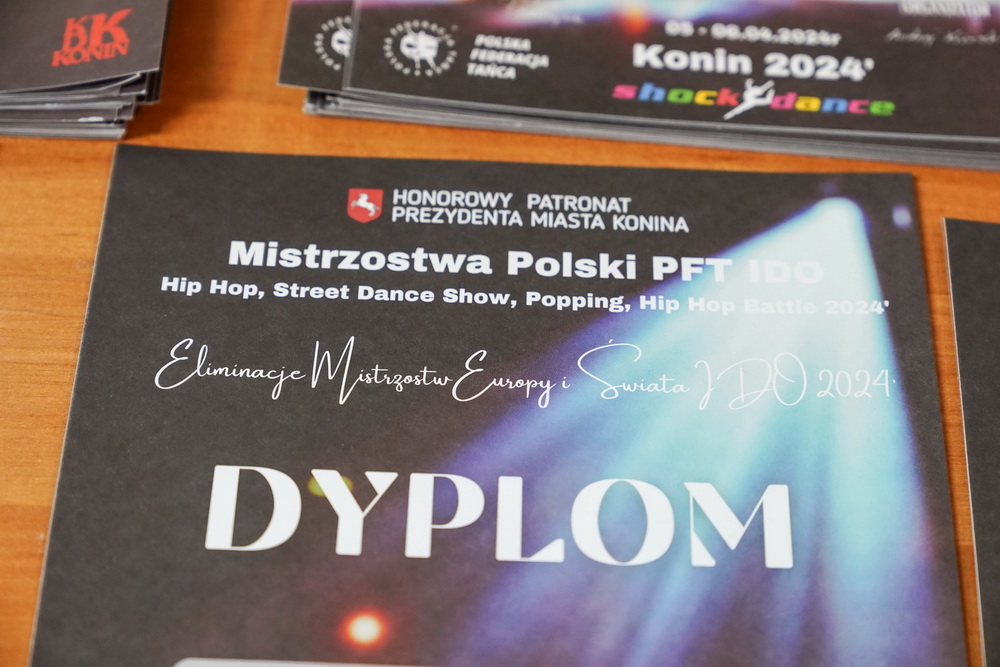 KONIN
POLSKA
FEDERACJA
TAŃCA
05 - 06.04.2024r
Konin 2024'
shock dance
HONOROWY PATRONAT
PREZYDENTA MIASTA KONINA
Mistrzostwa Polski PFT IDO
Hip Hop, Street Dance Show, Popping, Hip Hop Battle 2024'
Eliminacje Mistrzostw Europy i Świata IDO 2024'
DYPLOM